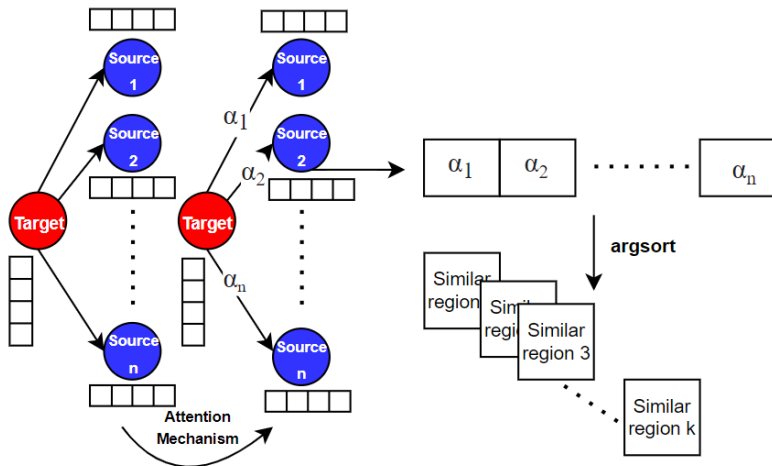 Source
1
Source
2
Target
Source
n
Attention
Mechanism
Source
1
α1
Source
2
α2
Target
αn
Source
n
α1
α2
αn
argsort
Similar
region
Similar
region
Similar
region 3
Similar
region k